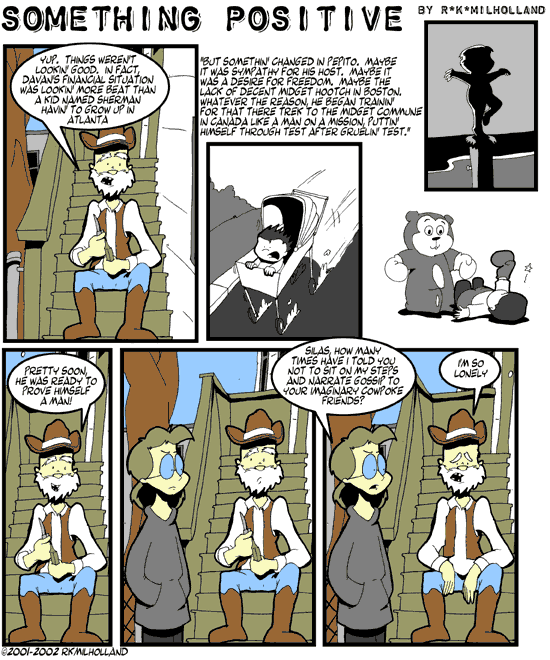 SOMETHING POSITIVE BY R*K*MILHOLLAND
YUP. THINGS WEREN'T
LOOKIN' GOOD. IN FACT,
DAVAN'S FINANCIAL SITUATION
WAS LOOKIN' MORE BEAT THAN
A KID NAMED SHERMAN
HAVIN' TO GROW UP IN
ATLANTA
"BUT SOMETHIN' CHANGED IN PEPITO. MAYBE
IT WAS SYMPATHY FOR HIS HOST. MAYBE IT
WAS A DESIRE FOR FREEDOM. MAYBE THE
LACK OF DECENT MIDGET HOOTCH IN BOSTON.
WHATEVER THE REASON, HE BEGAN TRAININ'
FOR THAT THERE TREK TO THE MIDGET COMMUNE
IN CANADA LIKE A MAN ON A MISSION, PUTTIN'
HIMSELF THROUGH TEST AFTER GRUELIN' TEST."
PRETTY SOON,
HE WAS READY TO
PROVE HIMSELF
A MAN!
SILAS, HOW MANY
TIMES HAVE I TOLD YOU
NOT TO SIT ON MY STEPS
AND NARRATE GOSSIP TO
YOUR IMAGINARY COWPOKE
FRIENDS?
I'M SO
LONELY
©2001-2002 RKMILHOLLAND